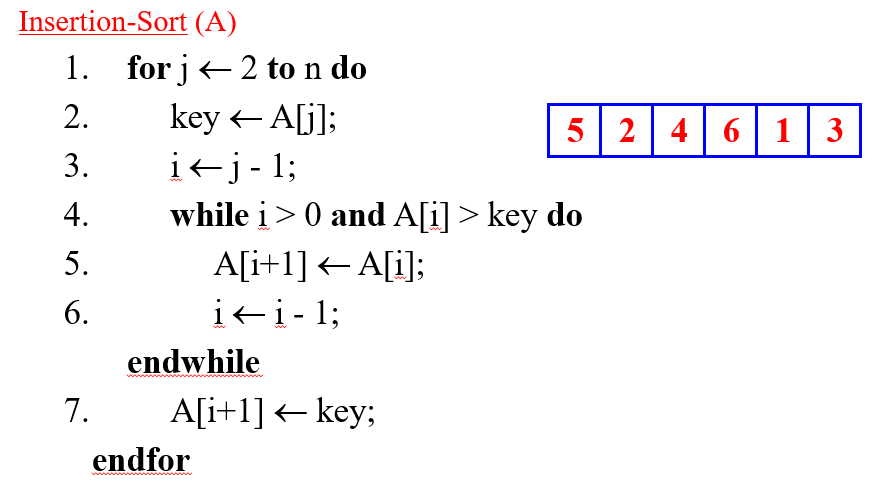 Insertion-Sort (A)
1. for j ← 2 to n do
2. key ← A[j];
3. i ← j - 1;
4. while i > 0 and A[i] > key do
5. A[i+1] ← A[i];
6. i ← i - 1;
endwhile
7. A[i+1] ← key;
endfor
5 2 4 6 1 3